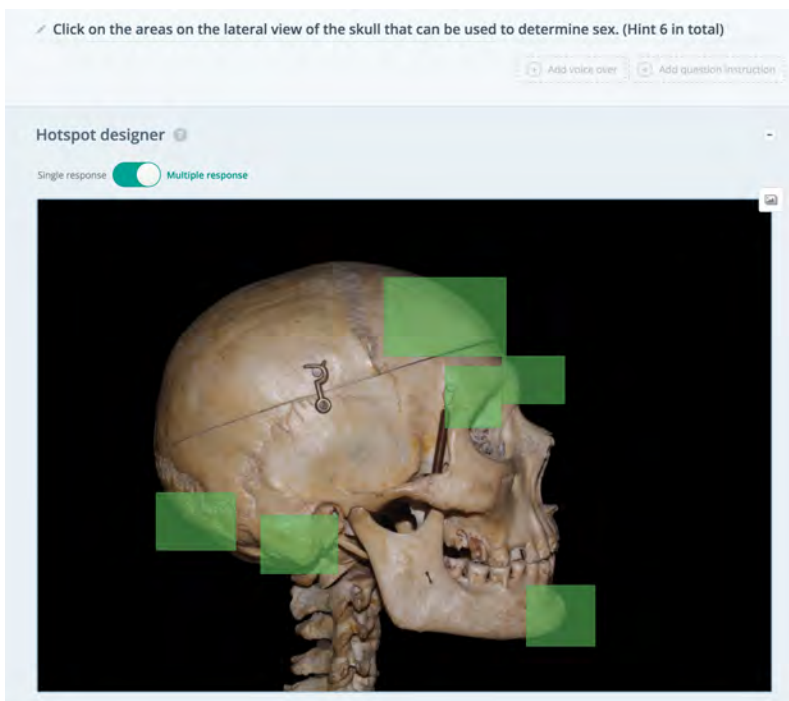 Click on the areas on the lateral view of the skull that can be used to determine sex. (Hint 6 in total)
Add voice over
Add question instruction
Hotspot designer
Single response
Multiple response